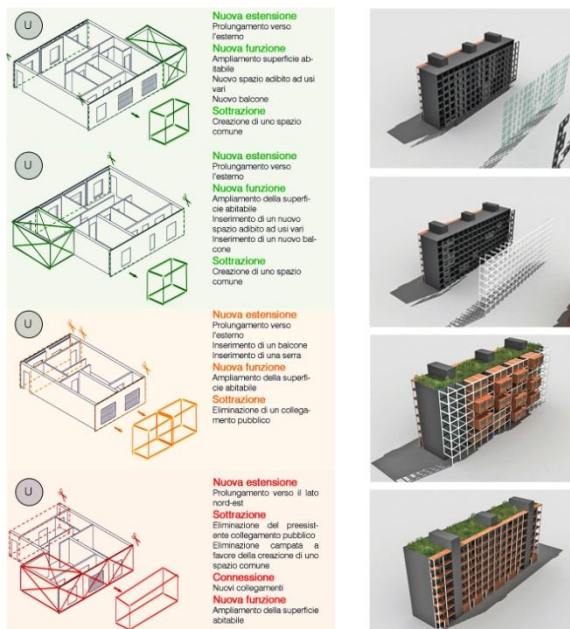 U
Nuova estensione
Prolungamento verso
l'esterno
Nuova funzione
Ampliamento superficie ab-
itabile
Nuovo spazio adibito ad usi
vari
Nuovo balcone
Sottrazione
Creazione di uno spazio
comune
U
Nuova estensione
Prolungamento verso
l'esterno
Nuova funzione
Ampliamento della superfi-
cie abitabile
Inserimento di un nuovo
spazio adibito ad usi vari
Inserimento di un nuovo bal-
cone
Sottrazione
Creazione di uno spazio
comune
U
Nuova estensione
Prolungamento verso
l'esterno
Inserimento di un balcone
Inserimento di una serra
Nuova funzione
Ampliamento della superfi-
cie abitabile
Sottrazione
Eliminazione di un collega-
mento pubblico
U
Nuova estensione
Prolungamento verso il lato
nord-est
Sottrazione
Eliminazione del preesist-
ente collegamento pubblico
Eliminazione campata a
favore della creazione di uno
spazio comune
Connessione
Nuovi collegamenti
Nuova funzione
Ampliamento della superficie
abitabile